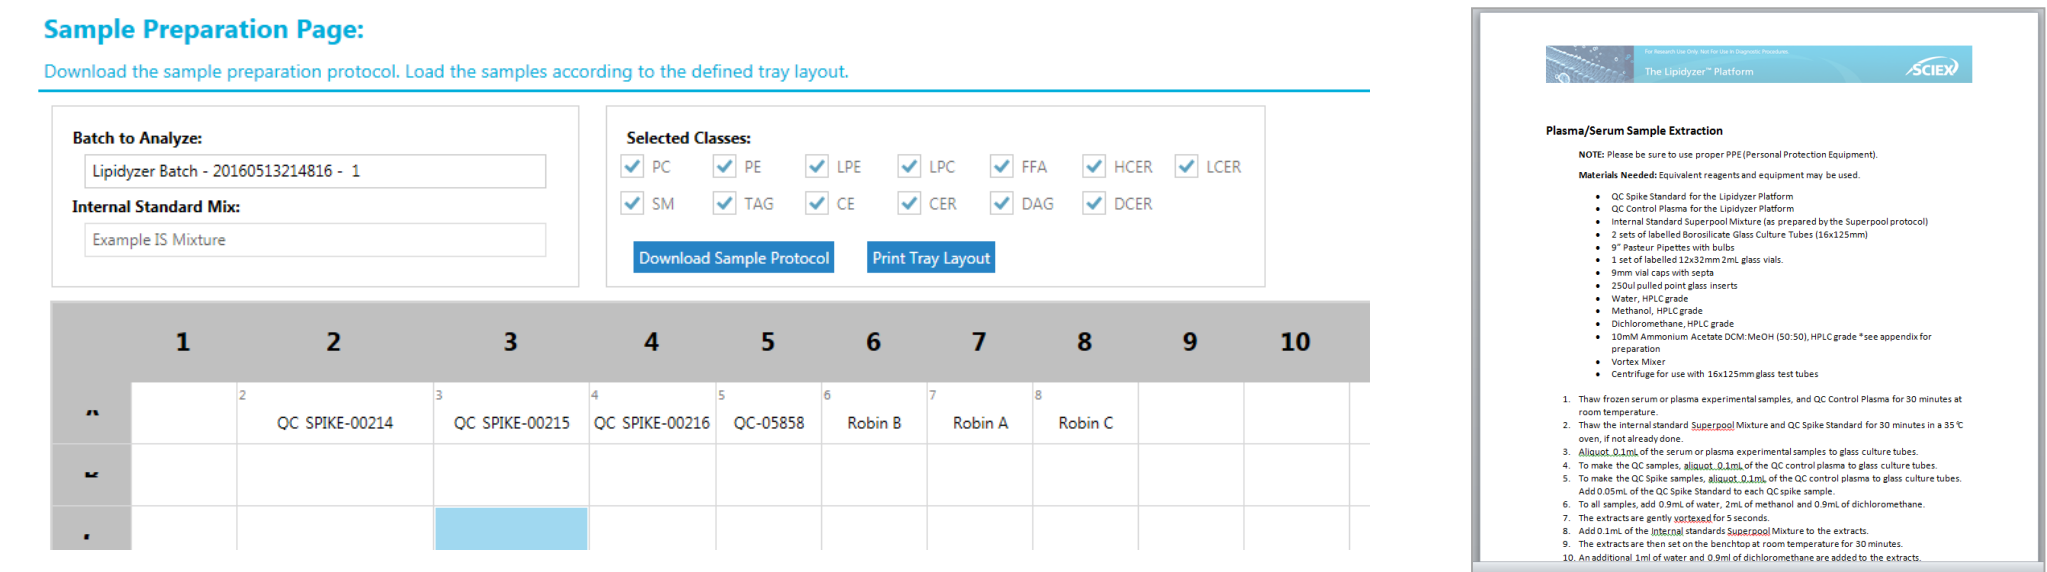 Sample Preparation Page:
Download the sample preparation protocol. Load the samples according to the defined tray layout.
Batch to Analyze:
Lipidyzer Batch - 20160513214816 - 1
Internal Standard Mix:
Example IS Mixture
Selected Classes:
PC PE LPE LPC FFA HCER LCER
SM TAG CE CER DAG DCER
Download Sample Protocol Print Tray Layout
1 2 3 4 5 6 7 8 9 10
2 3 4 5 6 7 8
QC SPIKE-00214 QC SPIKE-00215 QC SPIKE-00216 QC-05858 Robin B Robin A Robin C
For Research Use Only. Not for Use in Diagnostic Procedures.
The Lipidyzer™ Platform
SCIEX
Plasma/Serum Sample Extraction
NOTE: Please be sure to use proper PPE (Personal Protection Equipment).
Materials Needed: Equivalent reagents and equipment may be used.
• QC Spike Standard for the Lipidyzer Platform
• QC Control Plasma for the Lipidyzer Platform
• Internal Standard Superpool Mixture (as prepared by the Superpool protocol)
• 2 sets of labelled Borosilicate Glass Culture Tubes (16x125mm)
• 9” Pasteur Pipettes with bulbs
• 1 set of labelled 12x32mm 2mL glass vials.
• 9mm vial caps with septa
• 250ul pulled point glass inserts
• Water, HPLC grade
• Methanol, HPLC grade
• Dichloromethane, HPLC grade
• 10mM Ammonium Acetate DCM:MeOH (50:50), HPLC grade *see appendix for
preparation
• Vortex Mixer
• Centrifuge for use with 16x125mm glass test tubes
1. Thaw frozen serum or plasma experimental samples, and QC Control Plasma for 30 minutes at
room temperature.
2. Thaw the internal standard Superpool Mixture and QC Spike Standard for 30 minutes in a 35℃
oven, if not already done.
3. Aliquot 0.1mL of the serum or plasma experimental samples to glass culture tubes.
4. To make the QC samples, aliquot 0.1mL of the QC control plasma to glass culture tubes.
5. To make the QC Spike samples, aliquot 0.1mL of the QC control plasma to glass culture tubes.
Add 0.05mL of the QC Spike Standard to each QC spike sample.
6. To all samples, add 0.9mL of water, 2mL of methanol and 0.9mL of dichloromethane.
7. The extracts are gently vortexed for 5 seconds.
8. Add 0.1mL of the Internal standards Superpool Mixture to the extracts.
9. The extracts are then set on the benchtop at room temperature for 30 minutes.
10. An additional 1ml of water and 0.9ml of dichloromethane are added to the extracts.